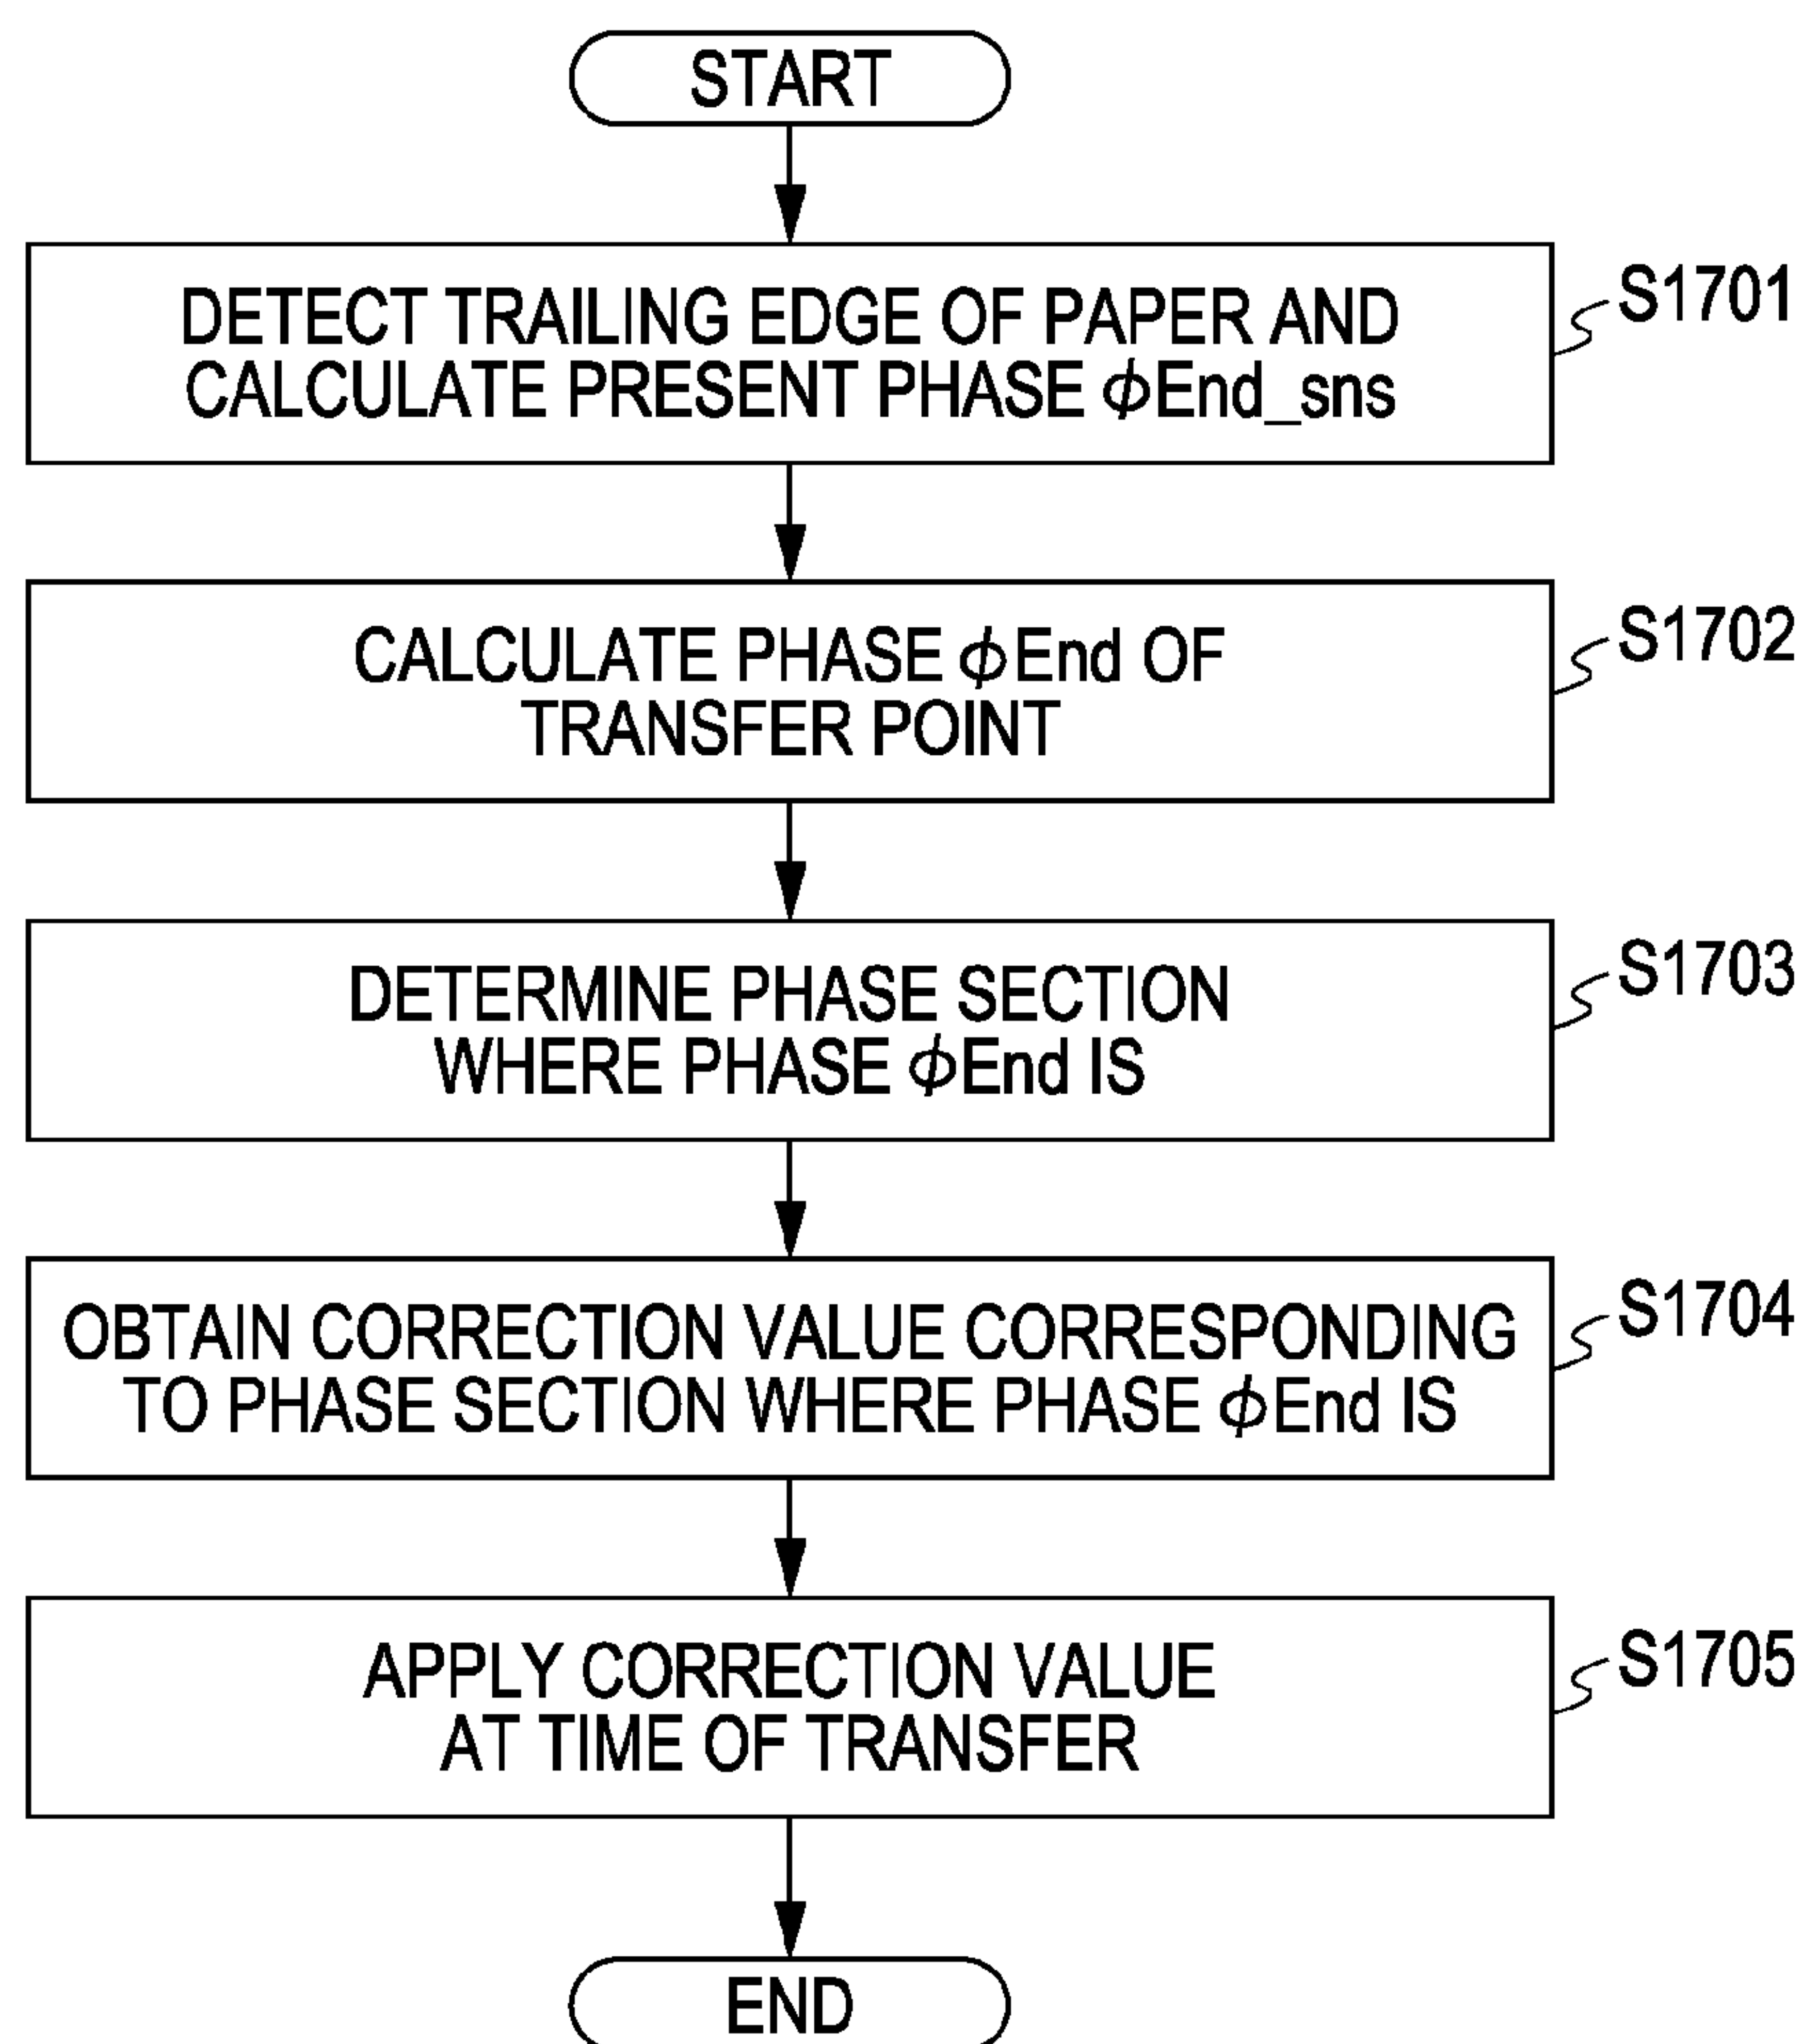 START
DETECT TRAILING EDGE OF PAPER AND
CALCULATE PRESENT PHASE ϕEnd_sns
S1701
CALCULATE PHASE ϕEnd OF
TRANSFER POINT
S1702
DETERMINE PHASE SECTION
WHERE PHASE ϕEnd IS
S1703
OBTAIN CORRECTION VALUE CORRESPONDING
TO PHASE SECTION WHERE PHASE ϕEnd IS
S1704
APPLY CORRECTION VALUE
AT TIME OF TRANSFER
S1705
END